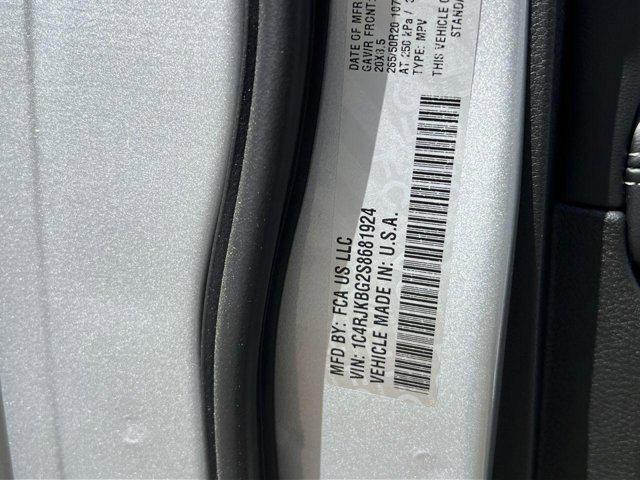 MFD BY: FCA US LLC
DATE OF MFR
VIN: 1C4RJKBG2S8681924
GAWR FRONT:
VEHICLE MADE IN: U.S.A.
20X8.5
265/50R20 107
AT 250 kPa /
TYPE: MPV
THIS VEHICLE
STANDA